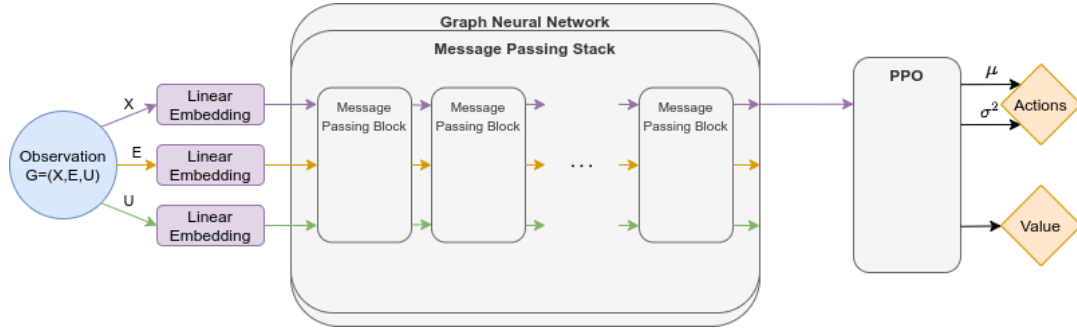 Graph Neural Network
Message Passing Stack
PPO
X
Linear
Embedding
Message
Passing Block
Message
Passing Block
Message
Passing Block
μ
σ²
Actions
Observation
G=(X,E,U)
E
Linear
Embedding
...
U
Linear
Embedding
Value